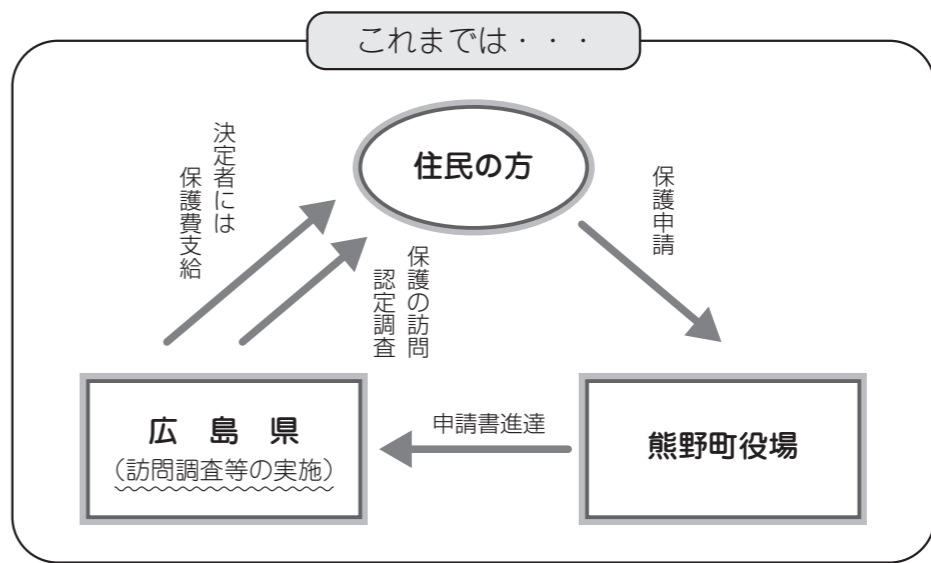 これまでは・・・
住民の方
決定者には
保護費支給
保護の訪問
認定調査
保護申請
広島県
(訪問調査等の実施)
申請書進達
熊野町役場